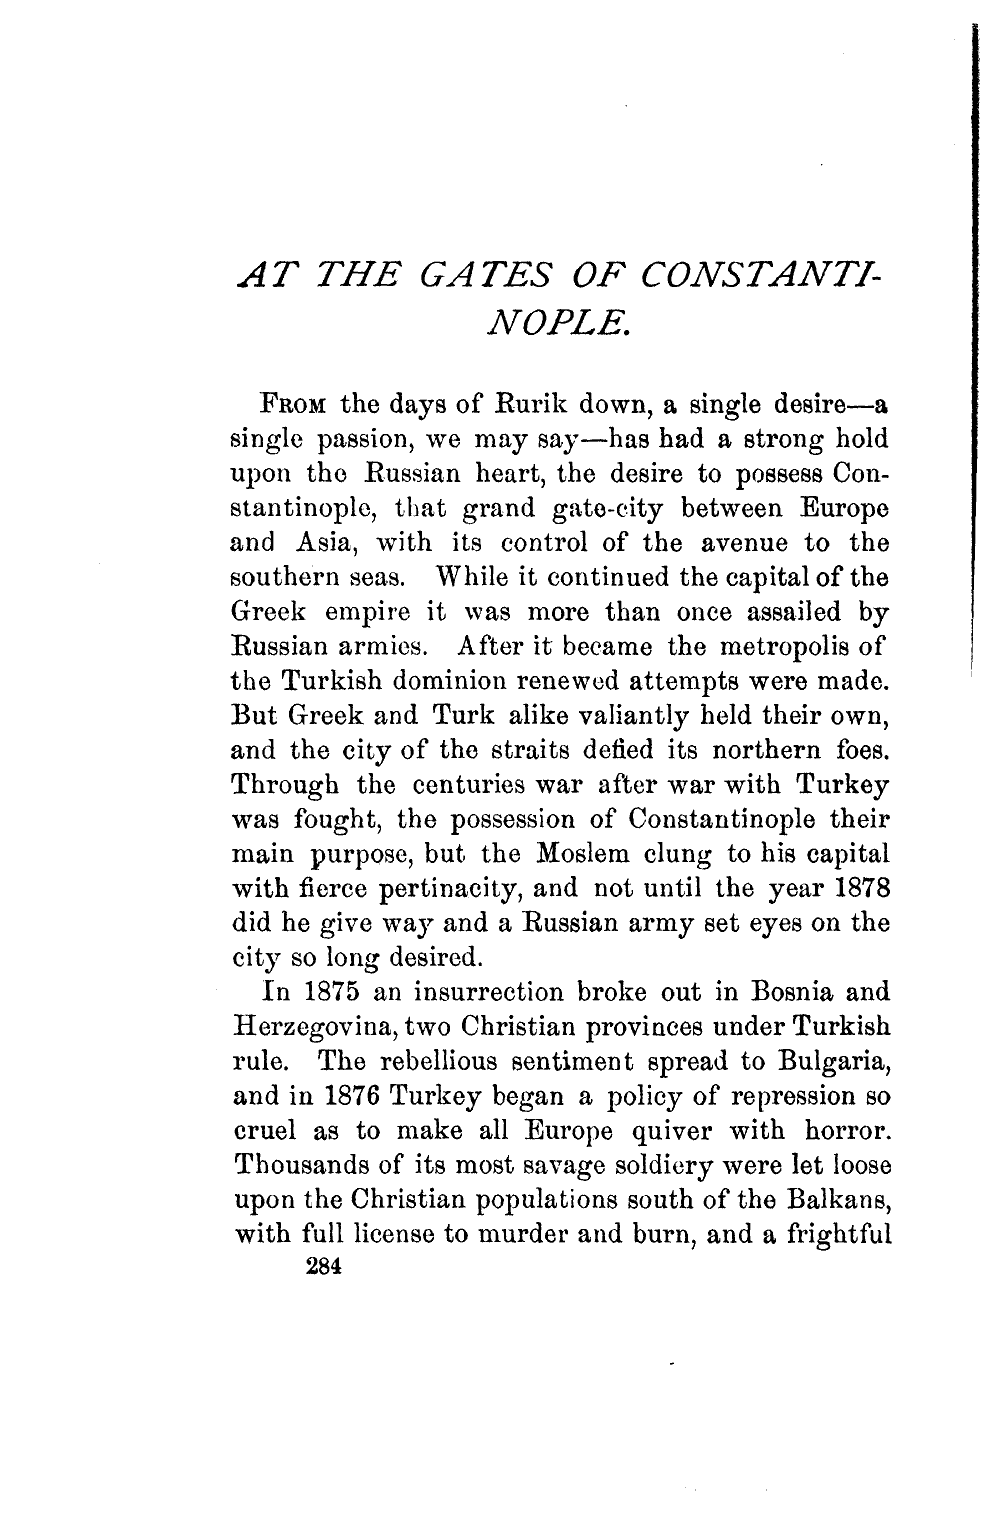 AT THE GATES OF CONSTANTI-
NOPLE.
FROM the days of Rurik down, a single desire—a
single passion, we may say—has had a strong hold
upon the Russian heart, the desire to possess Con-
stantinople, that grand gate-city between Europe
and Asia, with its control of the avenue to the
southern seas. While it continued the capital of the
Greek empire it was more than once assailed by
Russian armies. After it became the metropolis of
the Turkish dominion renewed attempts were made.
But Greek and Turk alike valiantly held their own,
and the city of the straits defied its northern foes.
Through the centuries war after war with Turkey
was fought, the possession of Constantinople their
main purpose, but the Moslem clung to his capital
with fierce pertinacity, and not until the year 1878
did he give way and a Russian army set eyes on the
city so long desired.
In 1875 an insurrection broke out in Bosnia and
Herzegovina, two Christian provinces under Turkish
rule. The rebellious sentiment spread to Bulgaria,
and in 1876 Turkey began a policy of repression so
cruel as to make all Europe quiver with horror.
Thousands of its most savage soldiery were let loose
upon the Christian populations south of the Balkans,
with full license to murder and burn, and a frightful
284